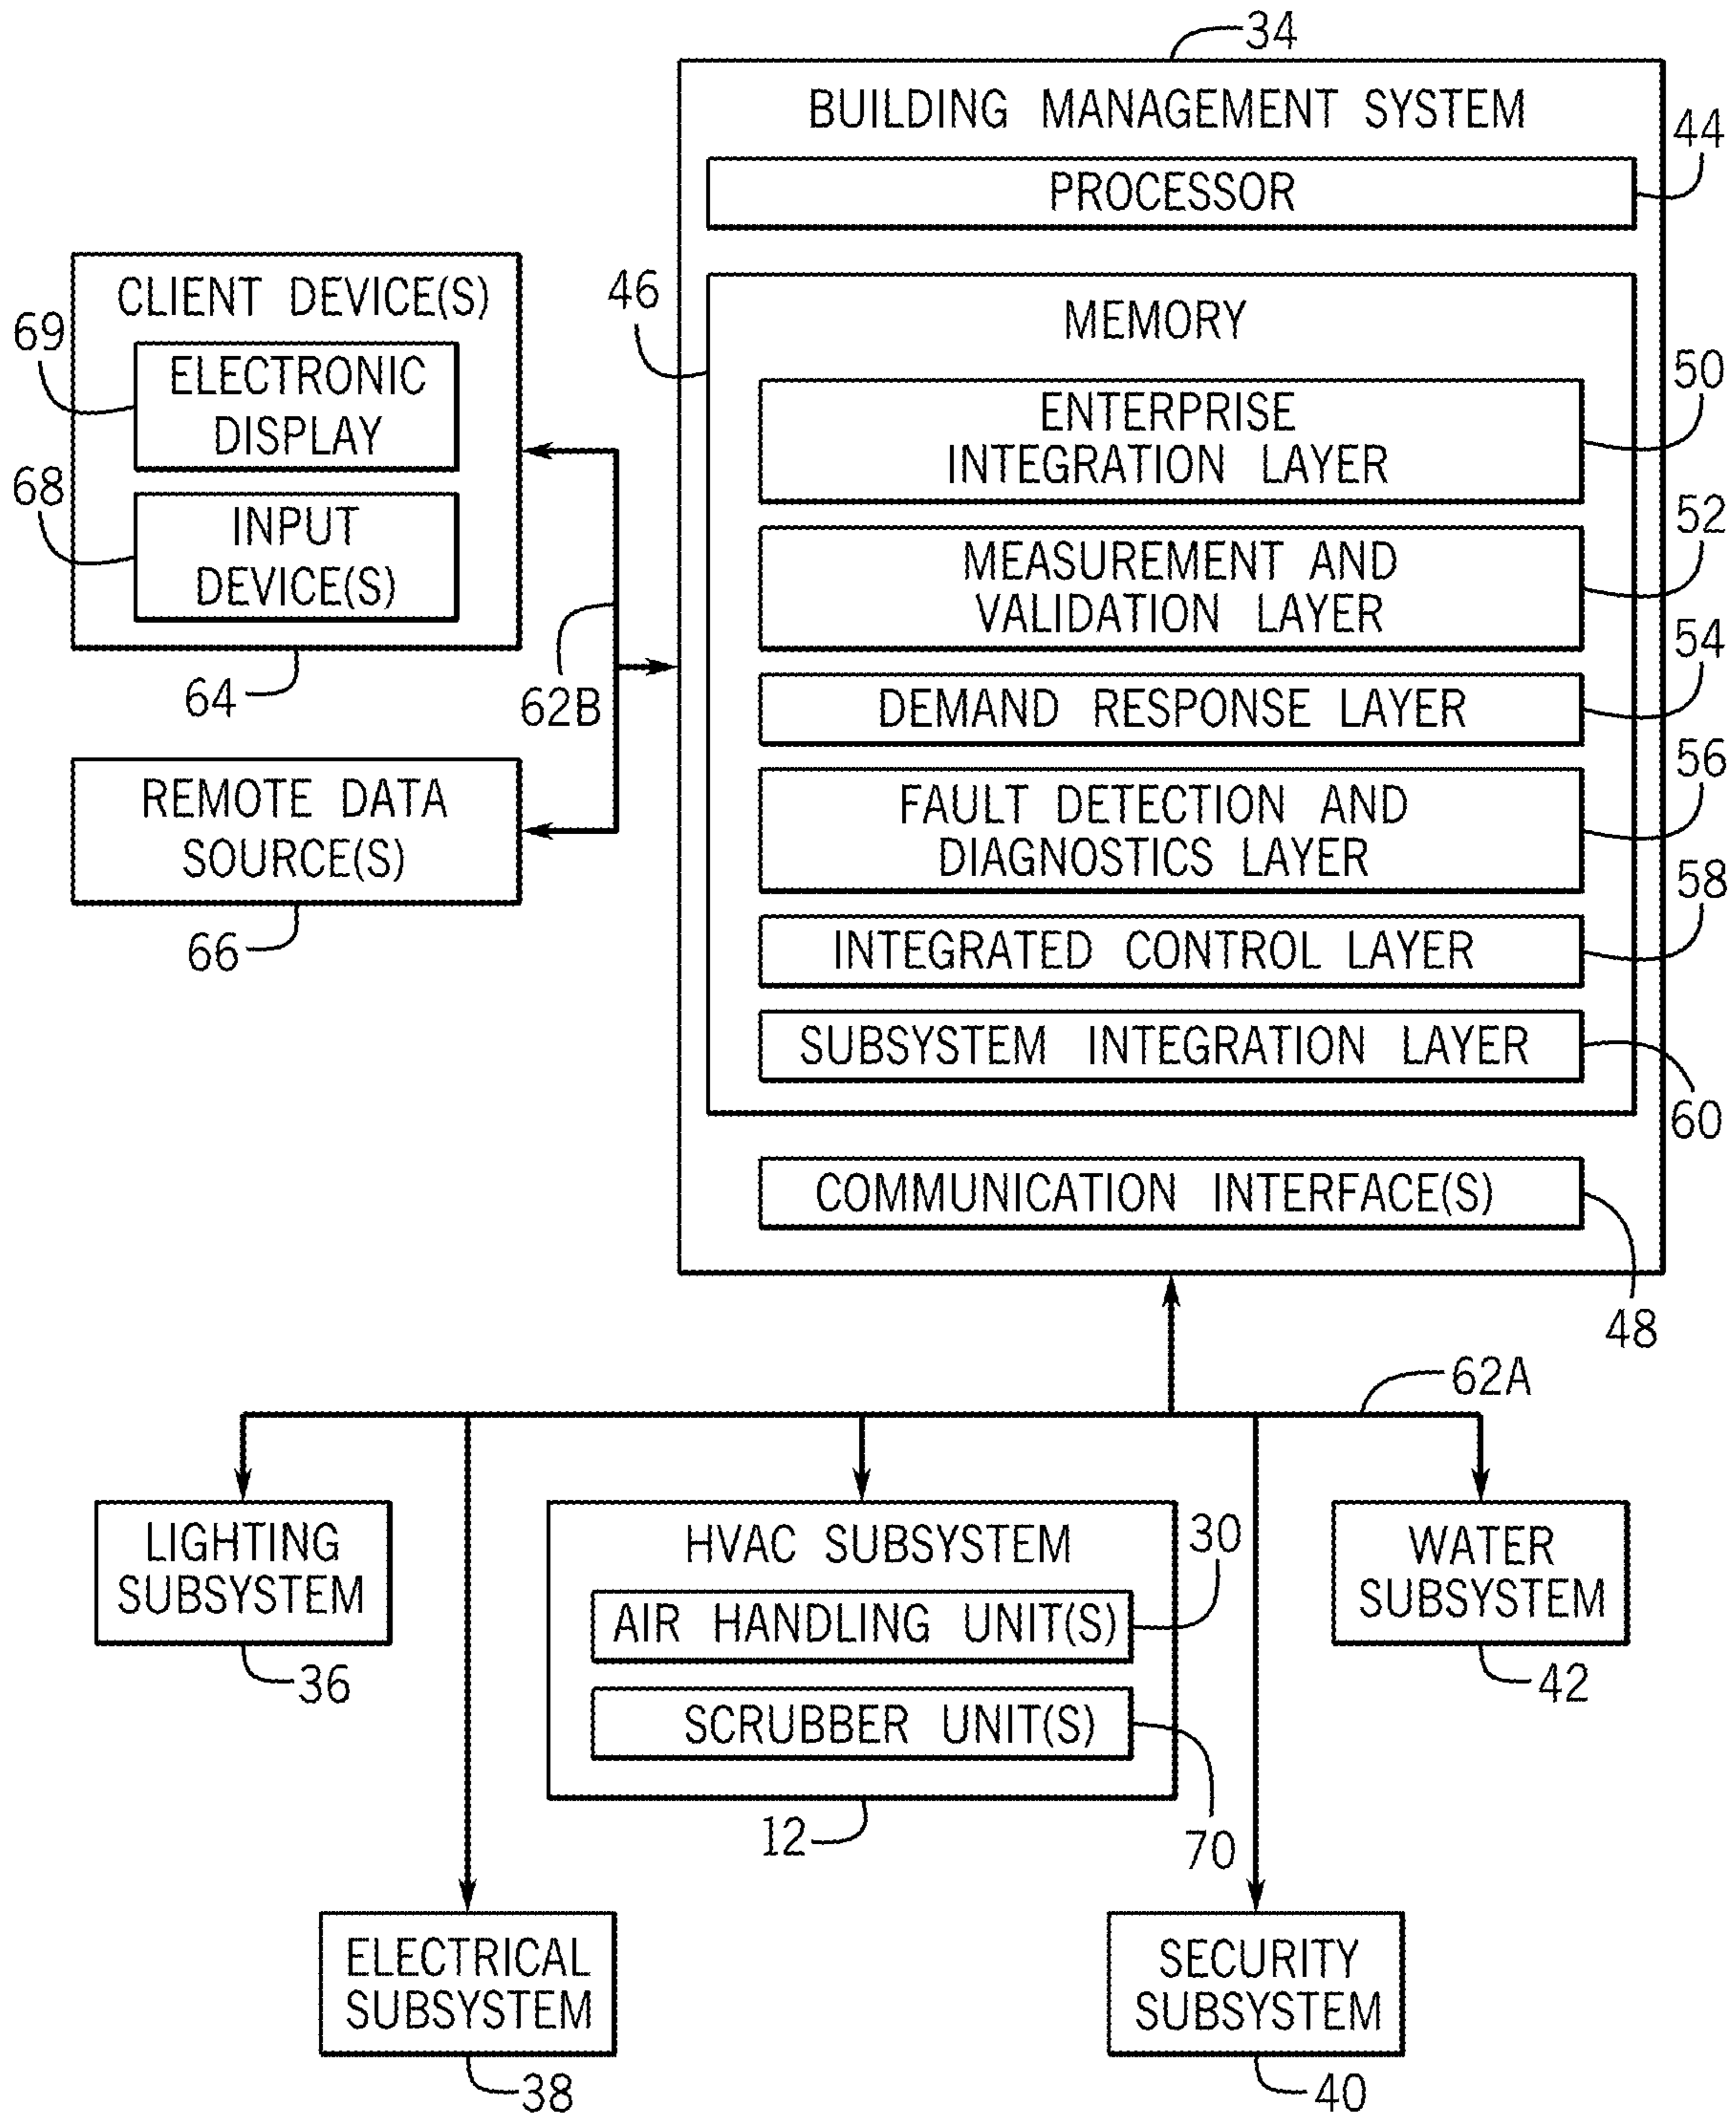 34
BUILDING MANAGEMENT SYSTEM
44
PROCESSOR
46
MEMORY
50
ENTERPRISE
INTEGRATION LAYER
52
MEASUREMENT AND
VALIDATION LAYER
54
DEMAND RESPONSE LAYER
56
FAULT DETECTION AND
DIAGNOSTICS LAYER
58
INTEGRATED CONTROL LAYER
SUBSYSTEM INTEGRATION LAYER
60
COMMUNICATION INTERFACE(S)
48
CLIENT DEVICE(S)
69
ELECTRONIC
DISPLAY
68
INPUT
DEVICE(S)
64
62B
REMOTE DATA
SOURCE(S)
66
62A
LIGHTING
SUBSYSTEM
36
HVAC SUBSYSTEM
30
AIR HANDLING UNIT(S)
SCRUBBER UNIT(S)
12
70
WATER
SUBSYSTEM
42
ELECTRICAL
SUBSYSTEM
38
SECURITY
SUBSYSTEM
40